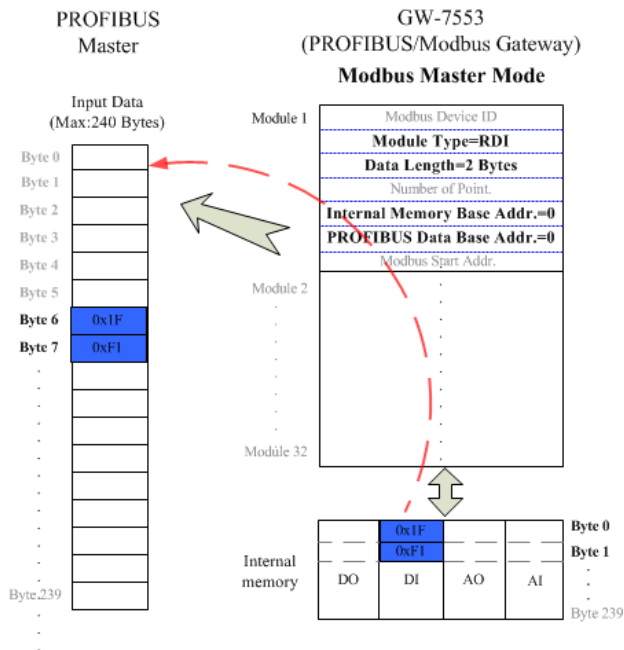 PROFIBUS
Master
GW-7553
(PROFIBUS/Modbus Gateway)
Modbus Master Mode
Input Data
(Max:240 Bytes)
Byte 0
Byte 1
Byte 2
Byte 3
Byte 4
Byte 5
Byte 6
0x1F
Byte 7
0xF1
Byte 239
Module 1
Modbus Device ID
Module Type=RDI
Data Length=2 Bytes
Number of Point.
Internal Memory Base Addr.=0
PROFIBUS Data Base Addr.=0
Modbus Start Addr.
Module 2
Module 32
0x1F
Byte 0
0xF1
Byte 1
Internal
memory
DO
DI
AO
AI
Byte 239